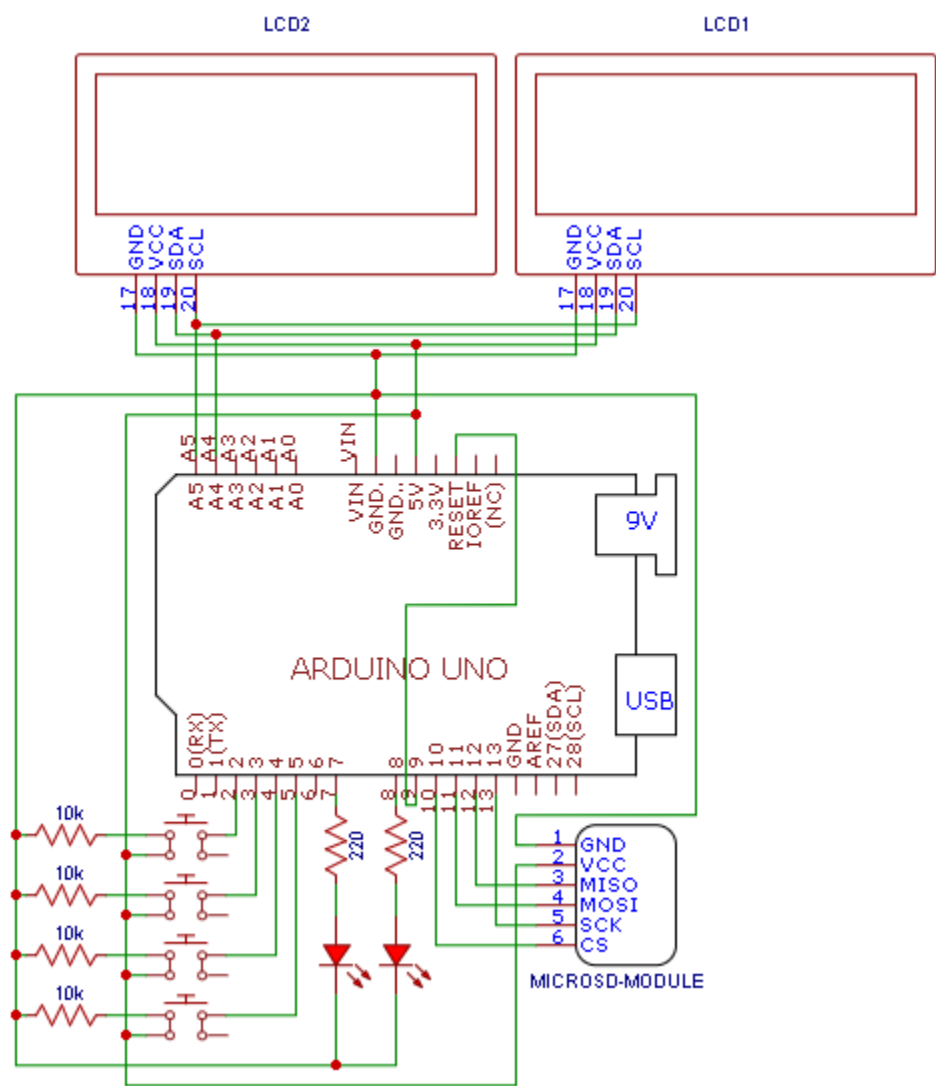 LCD2
LCD1
GND
VCC
SDA
SCL
17
18
19
20
GND
VCC
SDA
SCL
17
18
19
20
A5
A4
A3
A2
A1
A0
VIN
A5
A4
A3
A2
A1
A0
VIN
GND.
GND..
5V
3.3V
RESET
IOREF
(NC)
9V
ARDUINO UNO
USB
0(RX)
1(TX)
2
3
4
5
6
7
8
9
10
11
12
13
GND
AREF
27(SDA)
28(SCL)
0
1
2
3
4
5
6
7
8
9
10
11
12
13
10k
10k
10k
10k
220
220
1 GND
2 VCC
3 MISO
4 MOSI
5 SCK
6 CS
MICROSD-MODULE